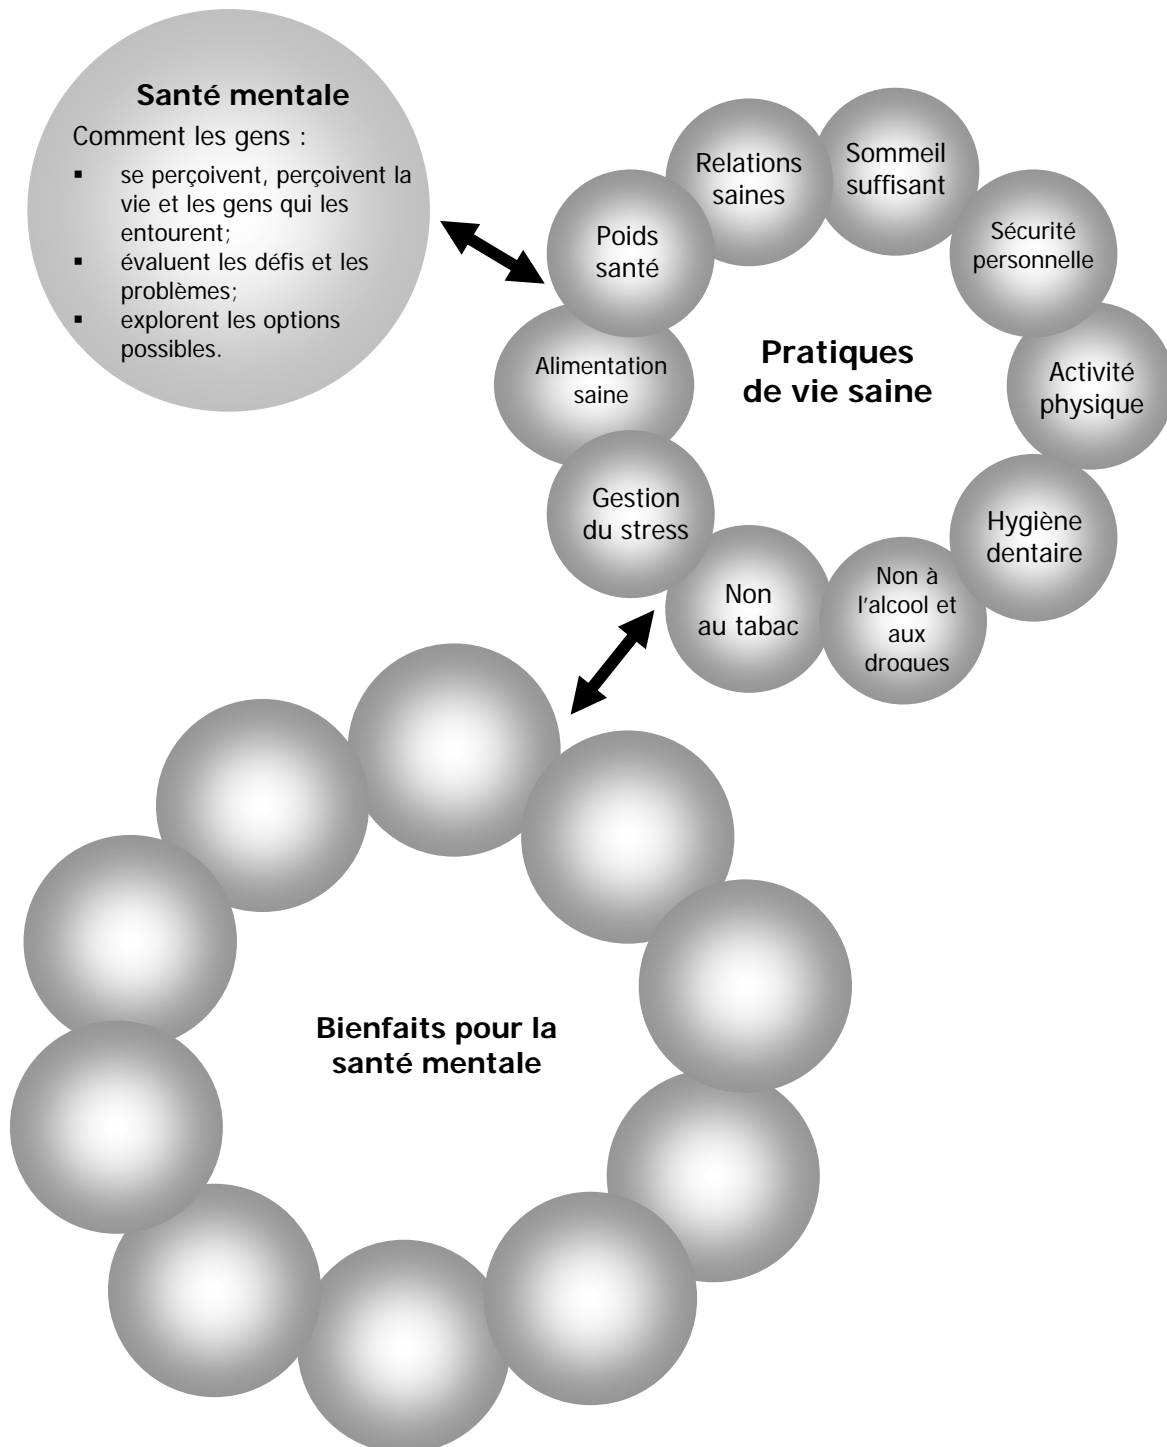 Santé mentale
Comment les gens :
▪ se perçoivent, perçoivent la
vie et les gens qui les
entourent;
▪ évaluent les défis et les
problèmes;
▪ explorent les options
possibles.
Relations
saines
Sommeil
suffisant
Poids
santé
Sécurité
personnelle
Alimentation
saine
Pratiques
de vie saine
Activité
physique
Gestion
du stress
Hygiène
dentaire
Non
au tabac
Non à
l'alcool et
aux
drogues
Bienfaits pour la
santé mentale